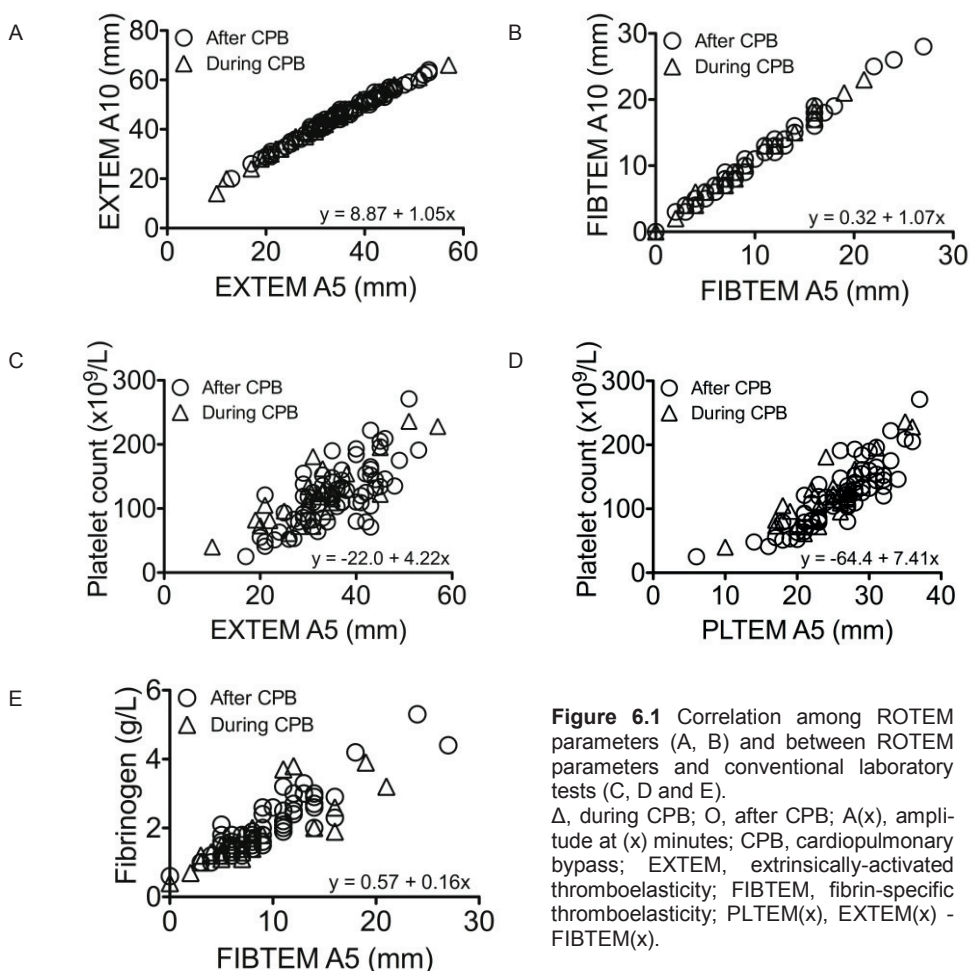 A
EXTEM A10 (mm)
80
60
40
20
0
After CPB
During CPB
y = 8.87 + 1.05x
0 20 40 60
EXTEM A5 (mm)
B
FIBTEM A10 (mm)
30
20
10
0
After CPB
During CPB
y = 0.32 + 1.07x
0 10 20 30
FIBTEM A5 (mm)
C
Platelet count (x10⁹/L)
300
200
100
0
After CPB
During CPB
y = -22.0 + 4.22x
0 20 40 60
EXTEM A5 (mm)
D
Platelet count (x10⁹/L)
300
200
100
0
After CPB
During CPB
y = -64.4 + 7.41x
0 10 20 30 40
PLTEM A5 (mm)
E
Fibrinogen (g/L)
6
4
2
0
After CPB
During CPB
y = 0.57 + 0.16x
0 10 20 30
FIBTEM A5 (mm)
Figure 6.1 Correlation among ROTEM
parameters (A, B) and between ROTEM
parameters and conventional laboratory
tests (C, D and E).
Δ, during CPB; O, after CPB; A(x), ampli-
tude at (x) minutes; CPB, cardiopulmonary
bypass; EXTEM, extrinsically-activated
thromboelasticity; FIBTEM, fibrin-specific
thromboelasticity; PLTEM(x), EXTEM(x) -
FIBTEM(x).